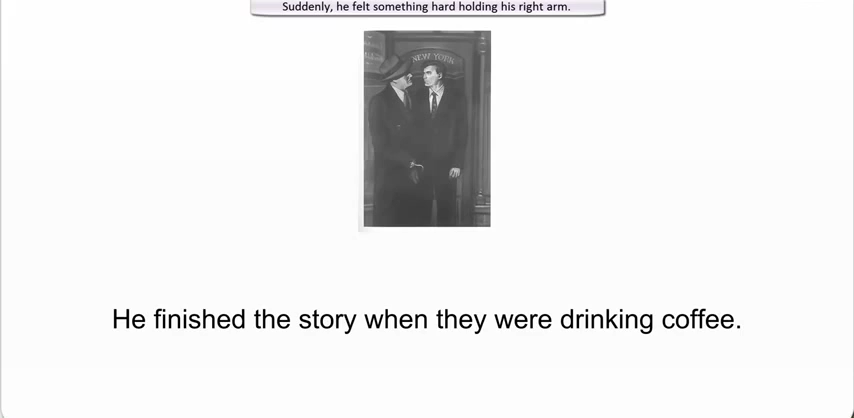 Suddenly, he felt something hard holding his right arm.
NEW YORK
He finished the story when they were drinking coffee.